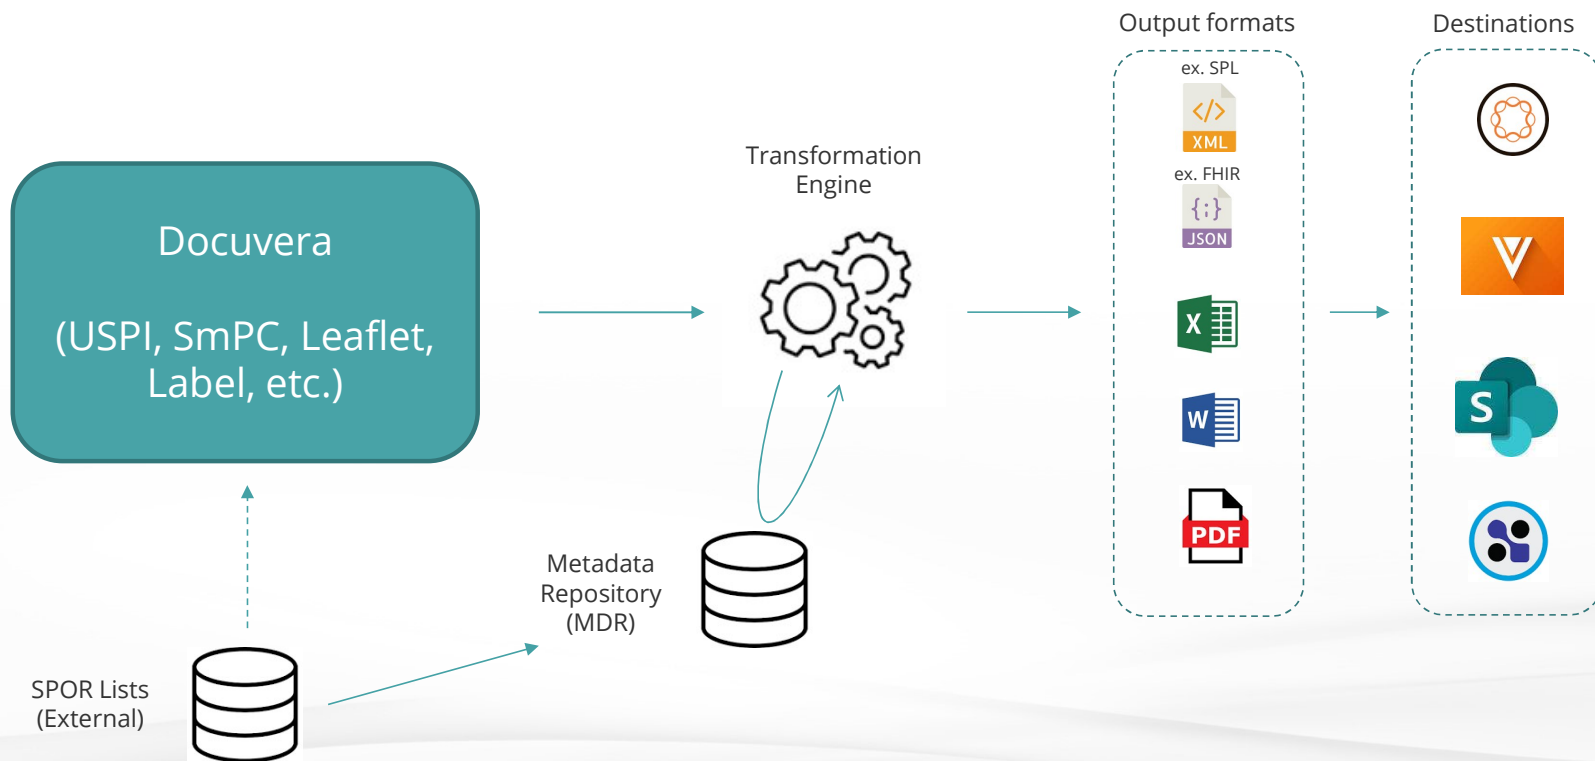 Output formats
Destinations
ex. SPL
</>
XML
ex. FHIR
{;}
JSON
Transformation
Engine
Docuvera
(USPI, SmPC, Leaflet,
Label, etc.)
X
W
PDF
V
S
Metadata
Repository
(MDR)
SPOR Lists
(External)